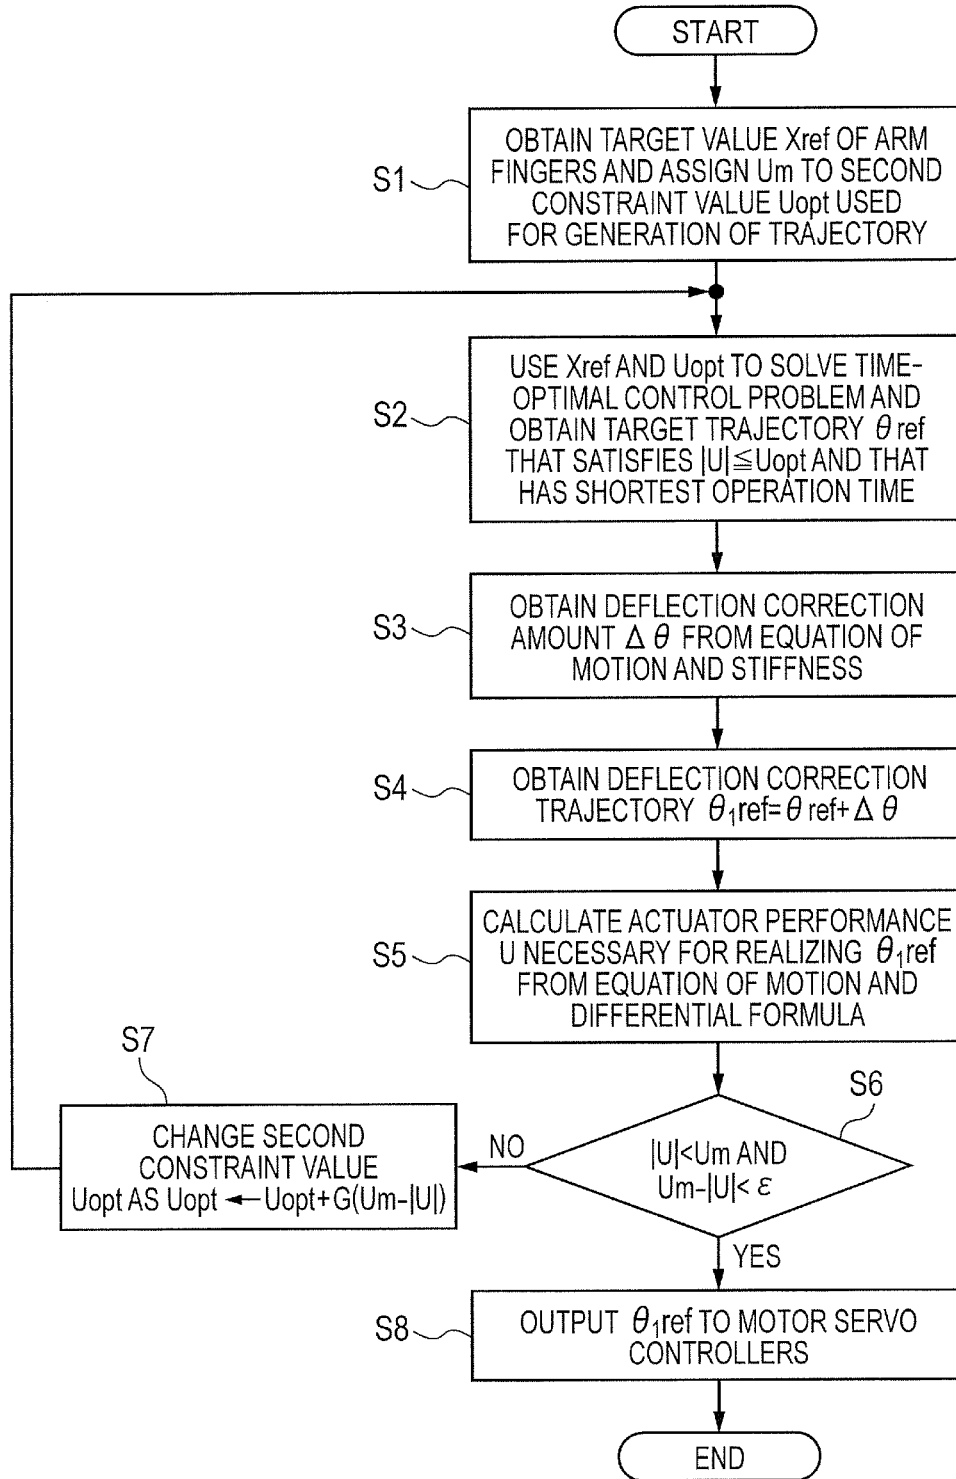 START
S1
OBTAIN TARGET VALUE Xref OF ARM
FINGERS AND ASSIGN Um TO SECOND
CONSTRAINT VALUE Uopt USED
FOR GENERATION OF TRAJECTORY
S2
USE Xref AND Uopt TO SOLVE TIME-
OPTIMAL CONTROL PROBLEM AND
OBTAIN TARGET TRAJECTORY θ ref
THAT SATISFIES |U|≦Uopt AND THAT
HAS SHORTEST OPERATION TIME
S3
OBTAIN DEFLECTION CORRECTION
AMOUNT Δ θ FROM EQUATION OF
MOTION AND STIFFNESS
S4
OBTAIN DEFLECTION CORRECTION
TRAJECTORY θ₁ref=θ ref+Δ θ
S5
CALCULATE ACTUATOR PERFORMANCE
U NECESSARY FOR REALIZING θ₁ref
FROM EQUATION OF MOTION AND
DIFFERENTIAL FORMULA
S6
|U|<Um AND
Um-|U|< ε
NO
S7
CHANGE SECOND
CONSTRAINT VALUE
Uopt AS Uopt ← Uopt+G(Um-|U|)
YES
S8
OUTPUT θ₁ref TO MOTOR SERVO
CONTROLLERS
END